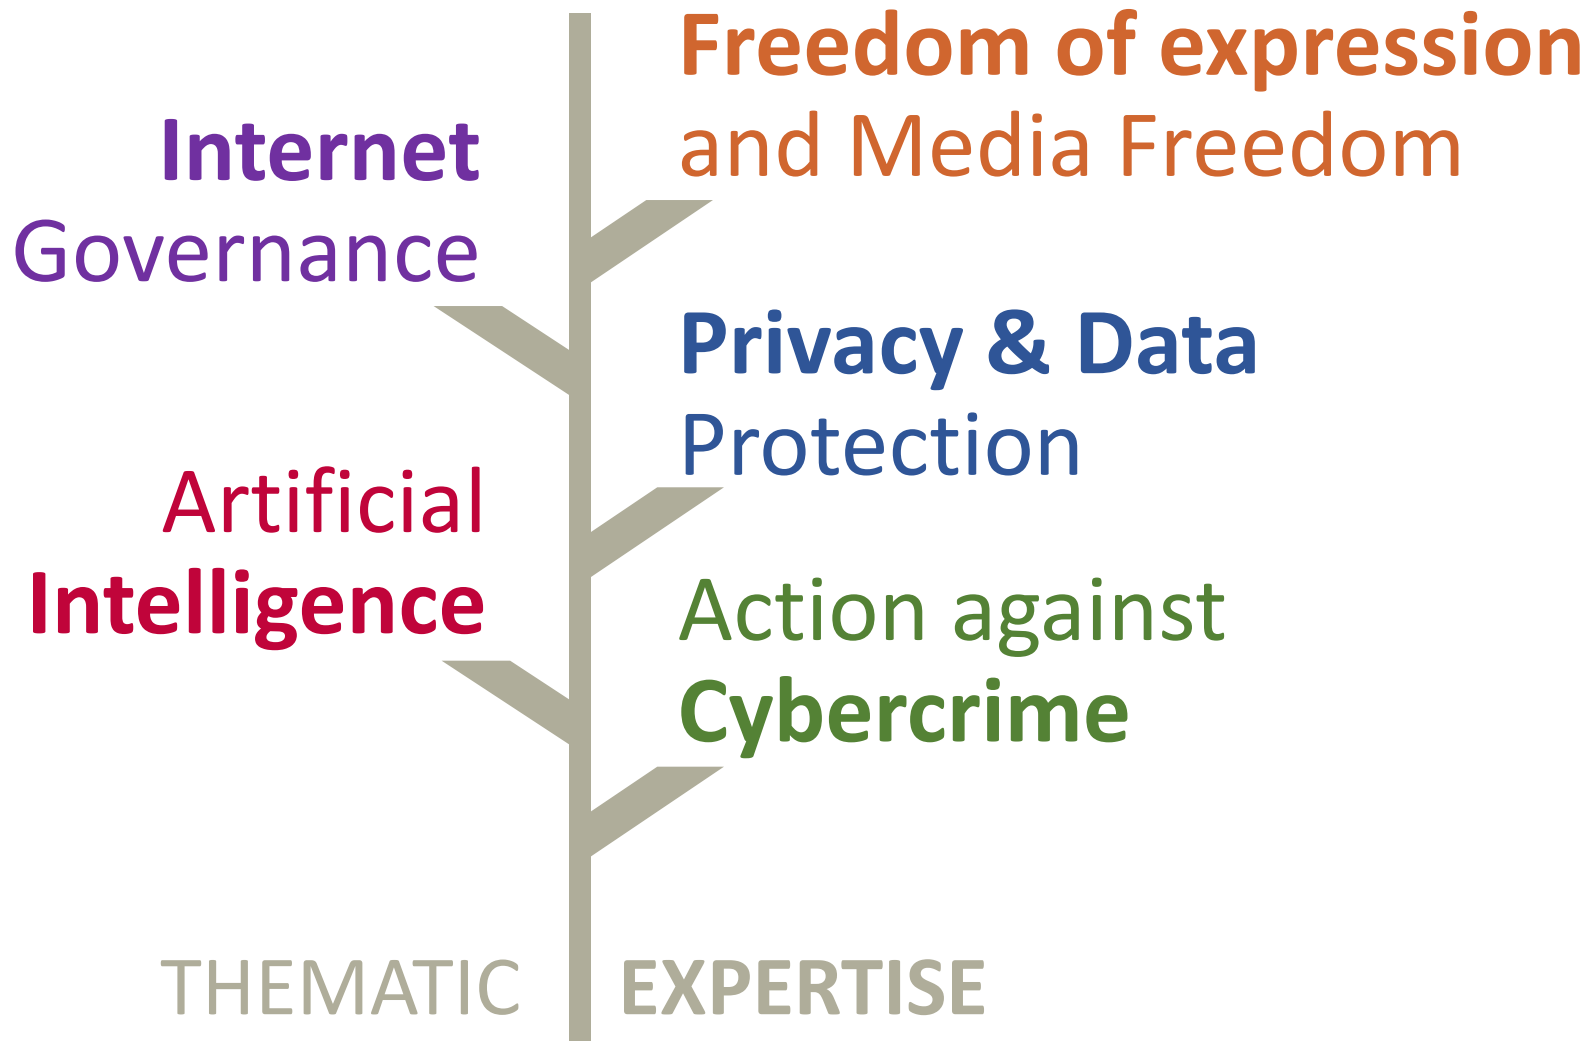 Freedom of expression
and Media Freedom
Internet
Governance
Privacy & Data
Protection
Artificial
Intelligence
Action against
Cybercrime
THEMATIC EXPERTISE